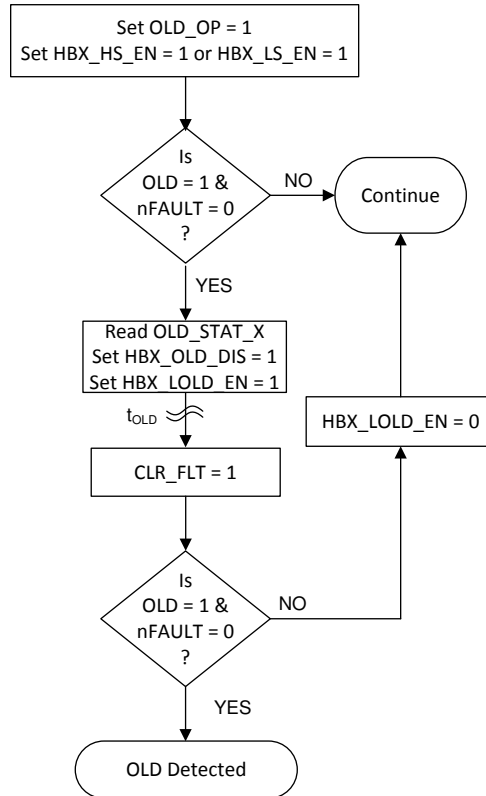 Set OLD_OP = 1
Set HBX_HS_EN = 1 or HBX_LS_EN = 1
Is
OLD = 1 &
nFAULT = 0
?
NO
Continue
YES
Read OLD_STAT_X
Set HBX_OLD_DIS = 1
Set HBX_LOLD_EN = 1
tOLD
HBX_LOLD_EN = 0
CLR_FLT = 1
Is
OLD = 1 &
nFAULT = 0
?
NO
YES
OLD Detected